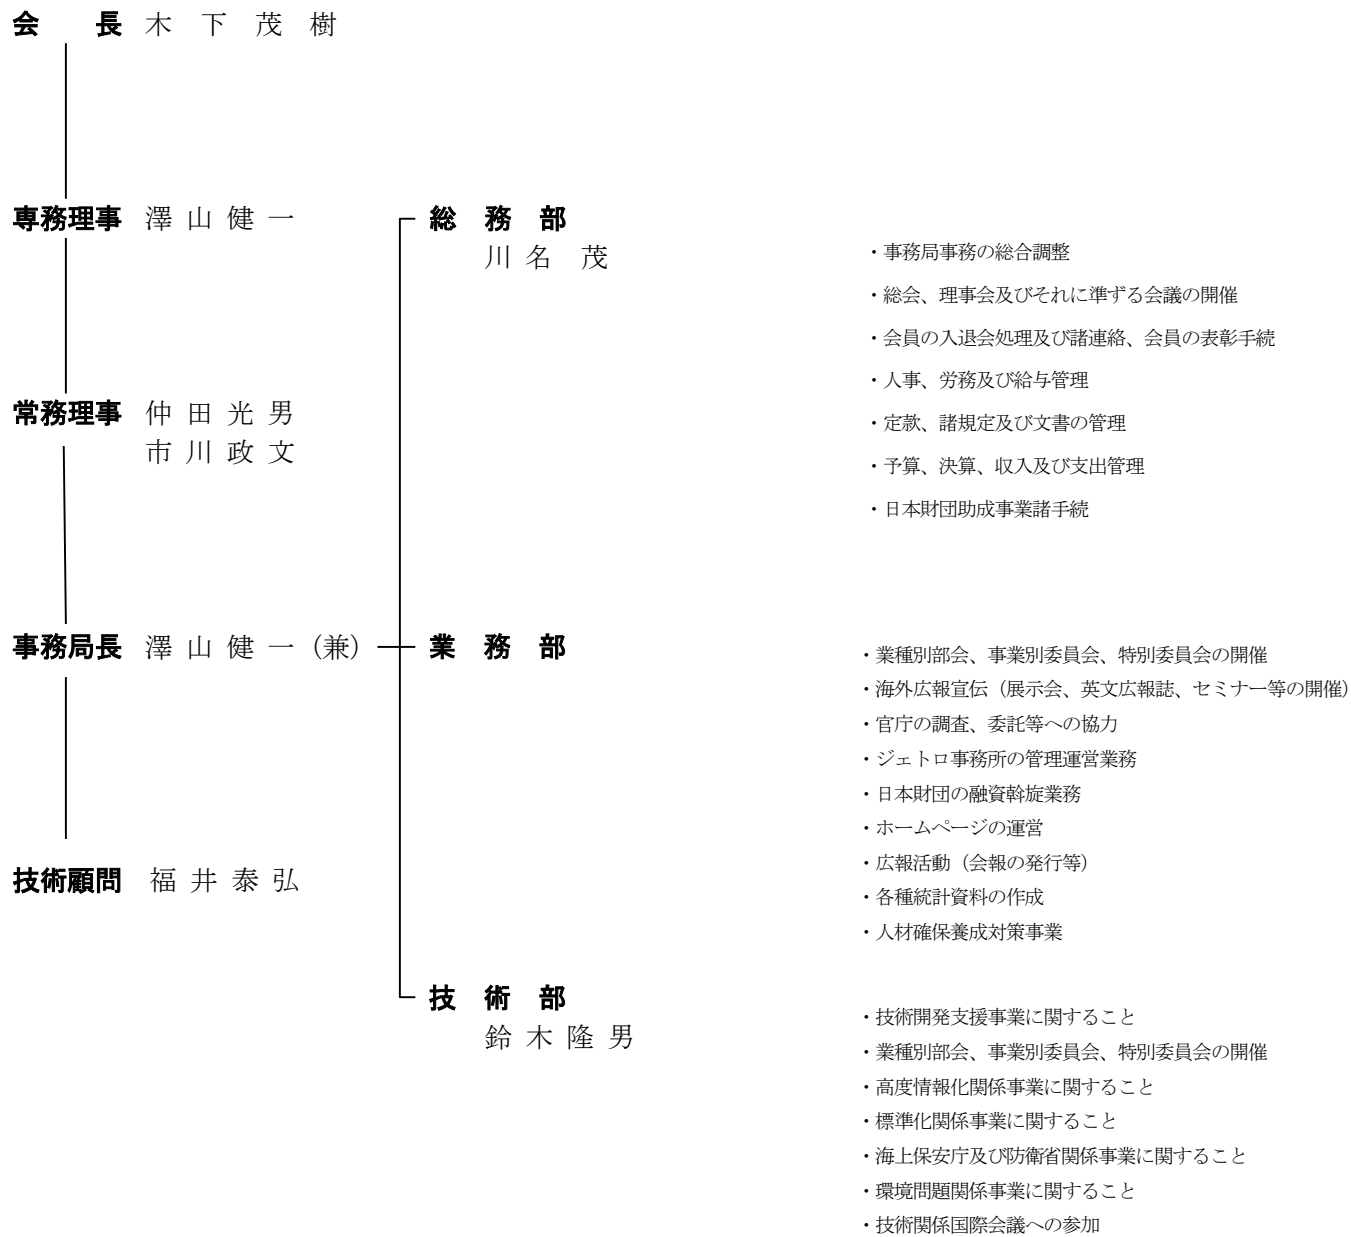 会　　長 木　下　茂　樹
専務理事 澤 山 健 一
常務理事 仲 田 光 男
市 川 政 文
事務局長 澤 山 健 一（兼）
技術顧問 福 井 泰 弘
総　務　部
川 名　茂
・事務局事務の総合調整
・総会、理事会及びそれに準ずる会議の開催
・会員の入退会処理及び諸連絡、会員の表彰手続
・人事、労務及び給与管理
・定款、諸規定及び文書の管理
・予算、決算、収入及び支出管理
・日本財団助成事業諸手続
業　務　部
・業種別部会、事業別委員会、特別委員会の開催
・海外広報宣伝（展示会、英文広報誌、セミナー等の開催）
・官庁の調査、委託等への協力
・ジェトロ事務所の管理運営業務
・日本財団の融資斡旋業務
・ホームページの運営
・広報活動（会報の発行等）
・各種統計資料の作成
・人材確保養成対策事業
技　術　部
鈴 木 隆 男
・技術開発支援事業に関すること
・業種別部会、事業別委員会、特別委員会の開催
・高度情報化関係事業に関すること
・標準化関係事業に関すること
・海上保安庁及び防衛省関係事業に関すること
・環境問題関係事業に関すること
・技術関係国際会議への参加